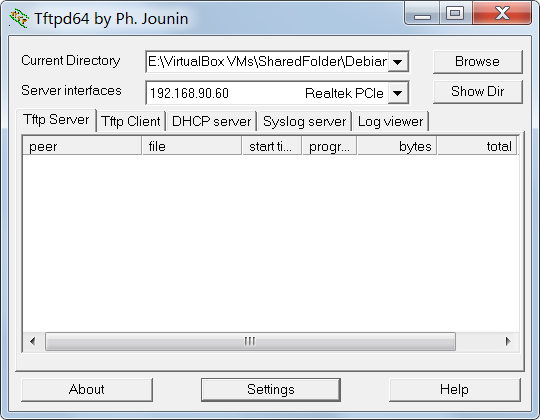 Tftpd64 by Ph. Jounin
Current Directory E:\VirtualBox VMs\SharedFolder\Debian Browse
Server interfaces 192.168.90.60 Realtek PCIe Show Dir
Tftp Server Tftp Client DHCP server Syslog server Log viewer
peer file start ti... progr... bytes total
About Settings Help